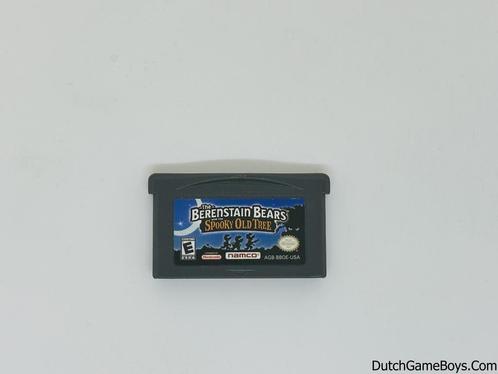 The
BERENSTAIN BEARS
AND THE
SPOOKY OLD TREE
E
Nintendo
namco
AGB-BBOE-USA
DutchGameBoys.com